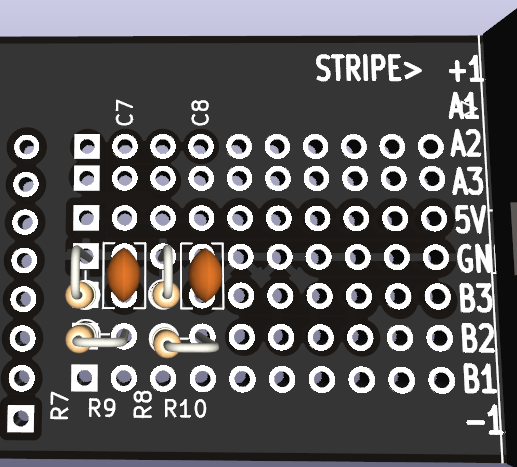 STRIPE> +1
A1
C7 C8
A2
A3
5V
GN
B3
B2
B1
R7 R9 R8 R10
-1